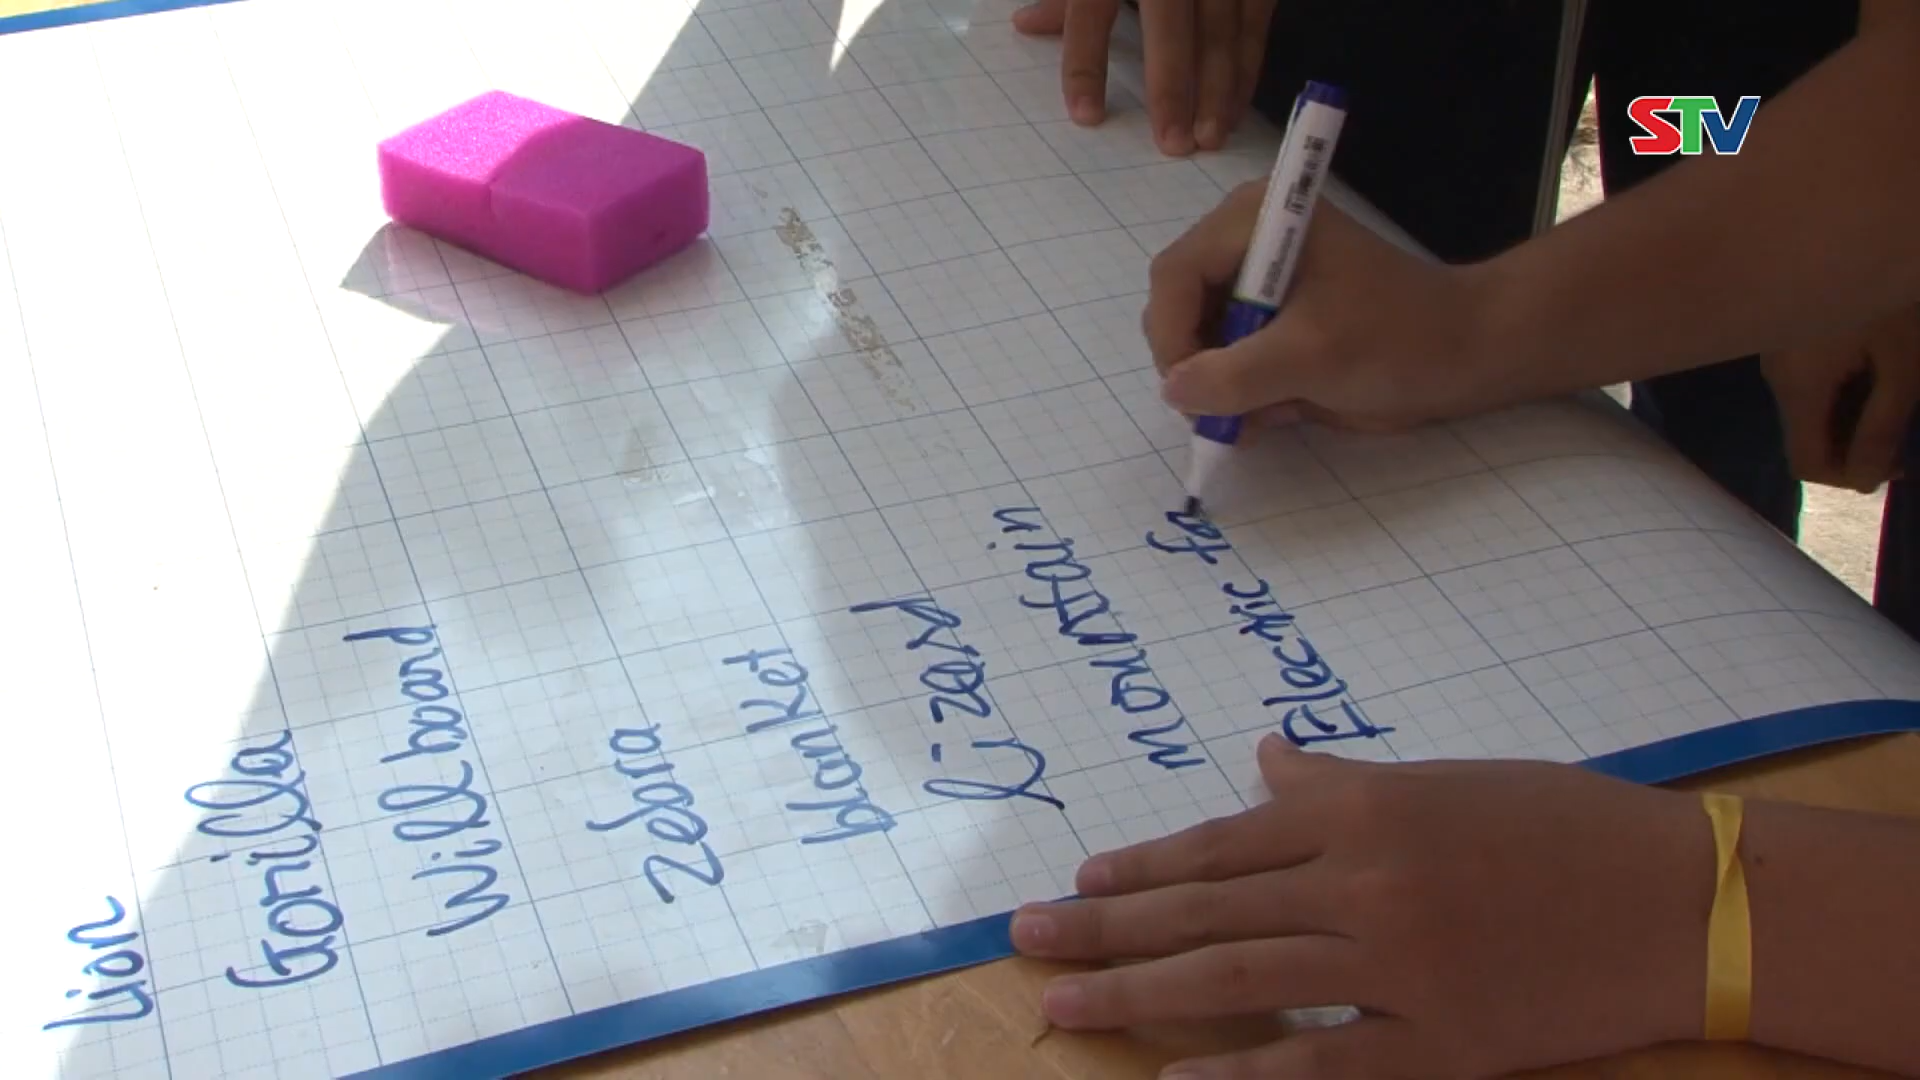 STV
Lion
Gorilla
Willboard
Zebra
blanket
Lizard
mountain
Electric fa